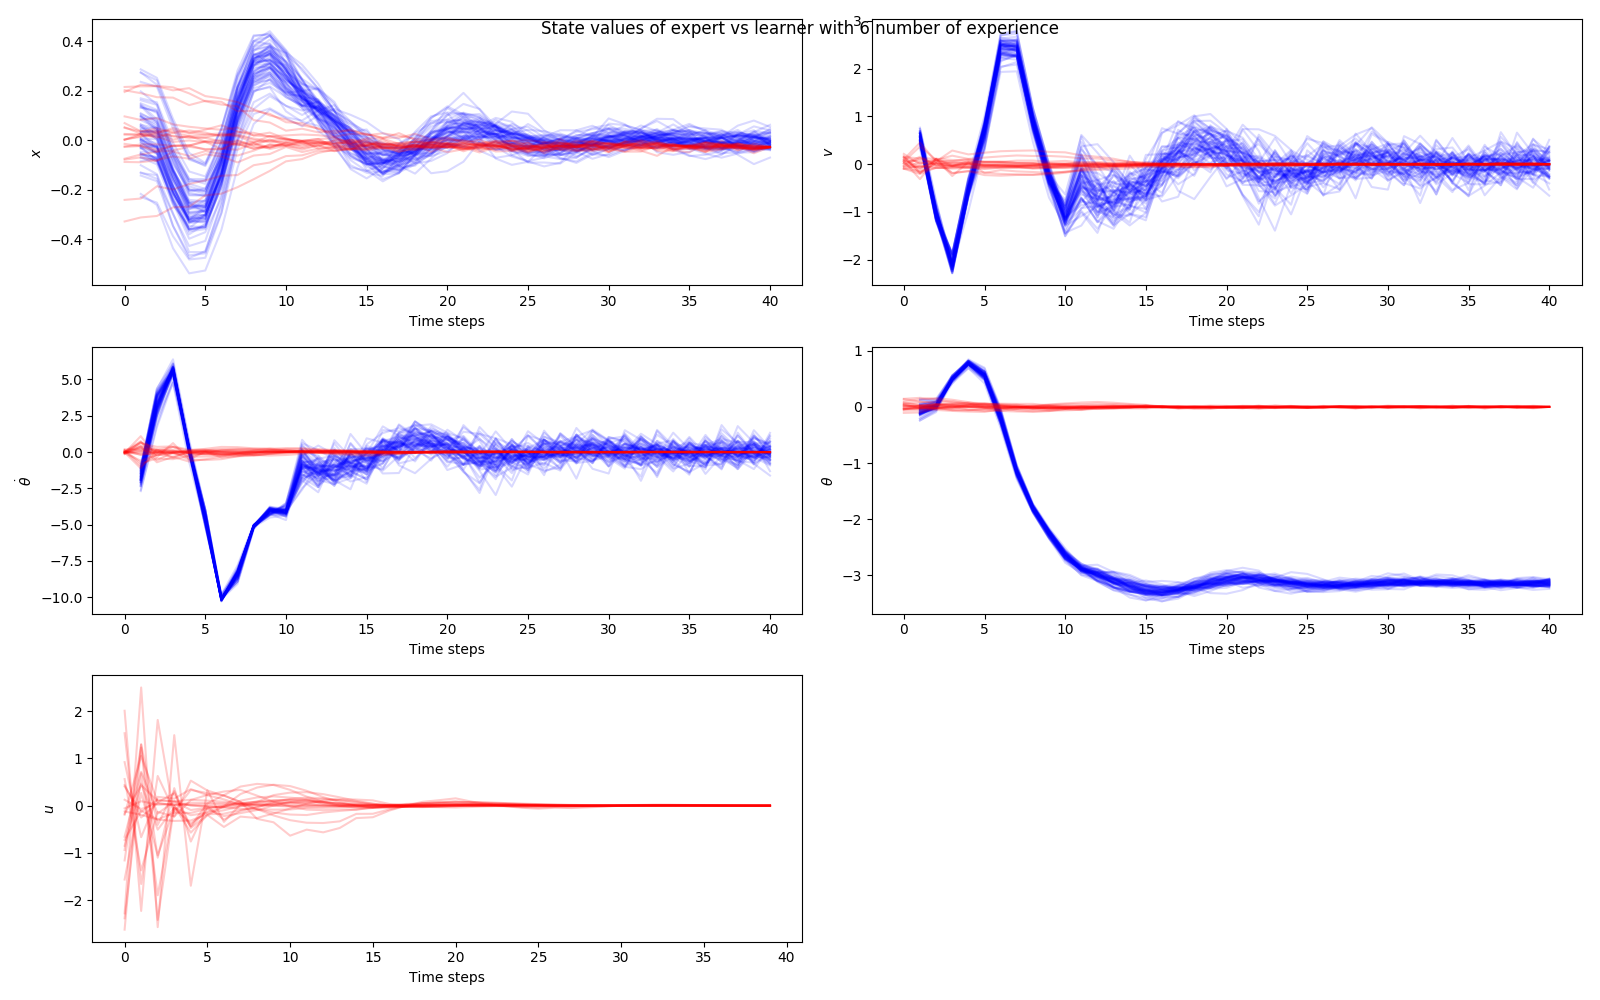 State values of expert vs learner with 6 number of experience
0.4
0.2
0.0
−0.2
−0.4
x
0 5 10 15 20 25 30 35 40
Time steps
3
2
1
0
−1
−2
v
0 5 10 15 20 25 30 35 40
Time steps
5.0
2.5
0.0
−2.5
−5.0
−7.5
−10.0
θ̇
0 5 10 15 20 25 30 35 40
Time steps
1
0
−1
−2
−3
θ
0 5 10 15 20 25 30 35 40
Time steps
2
1
0
−1
−2
u
0 5 10 15 20 25 30 35 40
Time steps